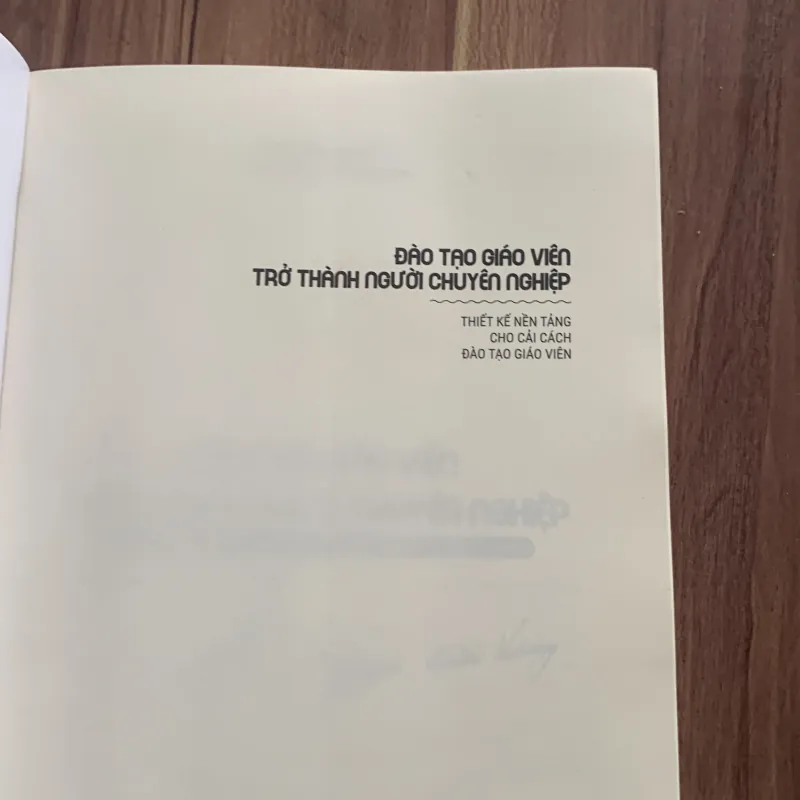 ĐÀO TẠO GIÁO VIÊN
TRỞ THÀNH NGƯỜI CHUYÊN NGHIỆP
THIẾT KẾ NỀN TẢNG
CHO CẢI CÁCH
ĐÀO TẠO GIÁO VIÊN